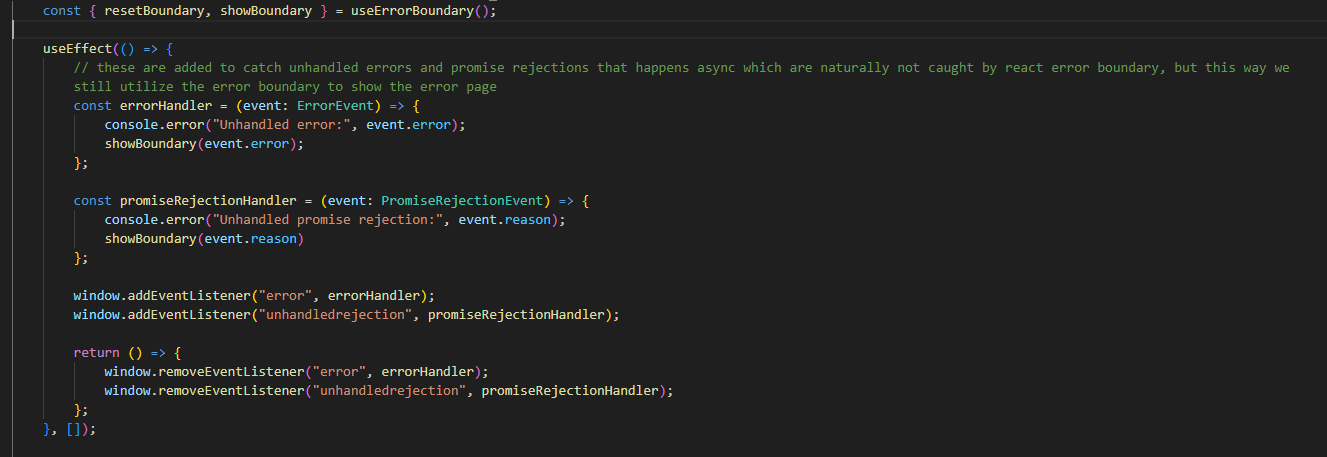 const { resetBoundary, showBoundary } = useErrorBoundary();
useEffect(() => {
// these are added to catch unhandled errors and promise rejections that happens async which are naturally not caught by react error boundary, but this way we
still utilize the error boundary to show the error page
const errorHandler = (event: ErrorEvent) => {
console.error("Unhandled error:", event.error);
showBoundary(event.error);
};
const promiseRejectionHandler = (event: PromiseRejectionEvent) => {
console.error("Unhandled promise rejection:", event.reason);
showBoundary(event.reason)
};
window.addEventListener("error", errorHandler);
window.addEventListener("unhandledrejection", promiseRejectionHandler);
return () => {
window.removeEventListener("error", errorHandler);
window.removeEventListener("unhandledrejection", promiseRejectionHandler);
};
}, []);